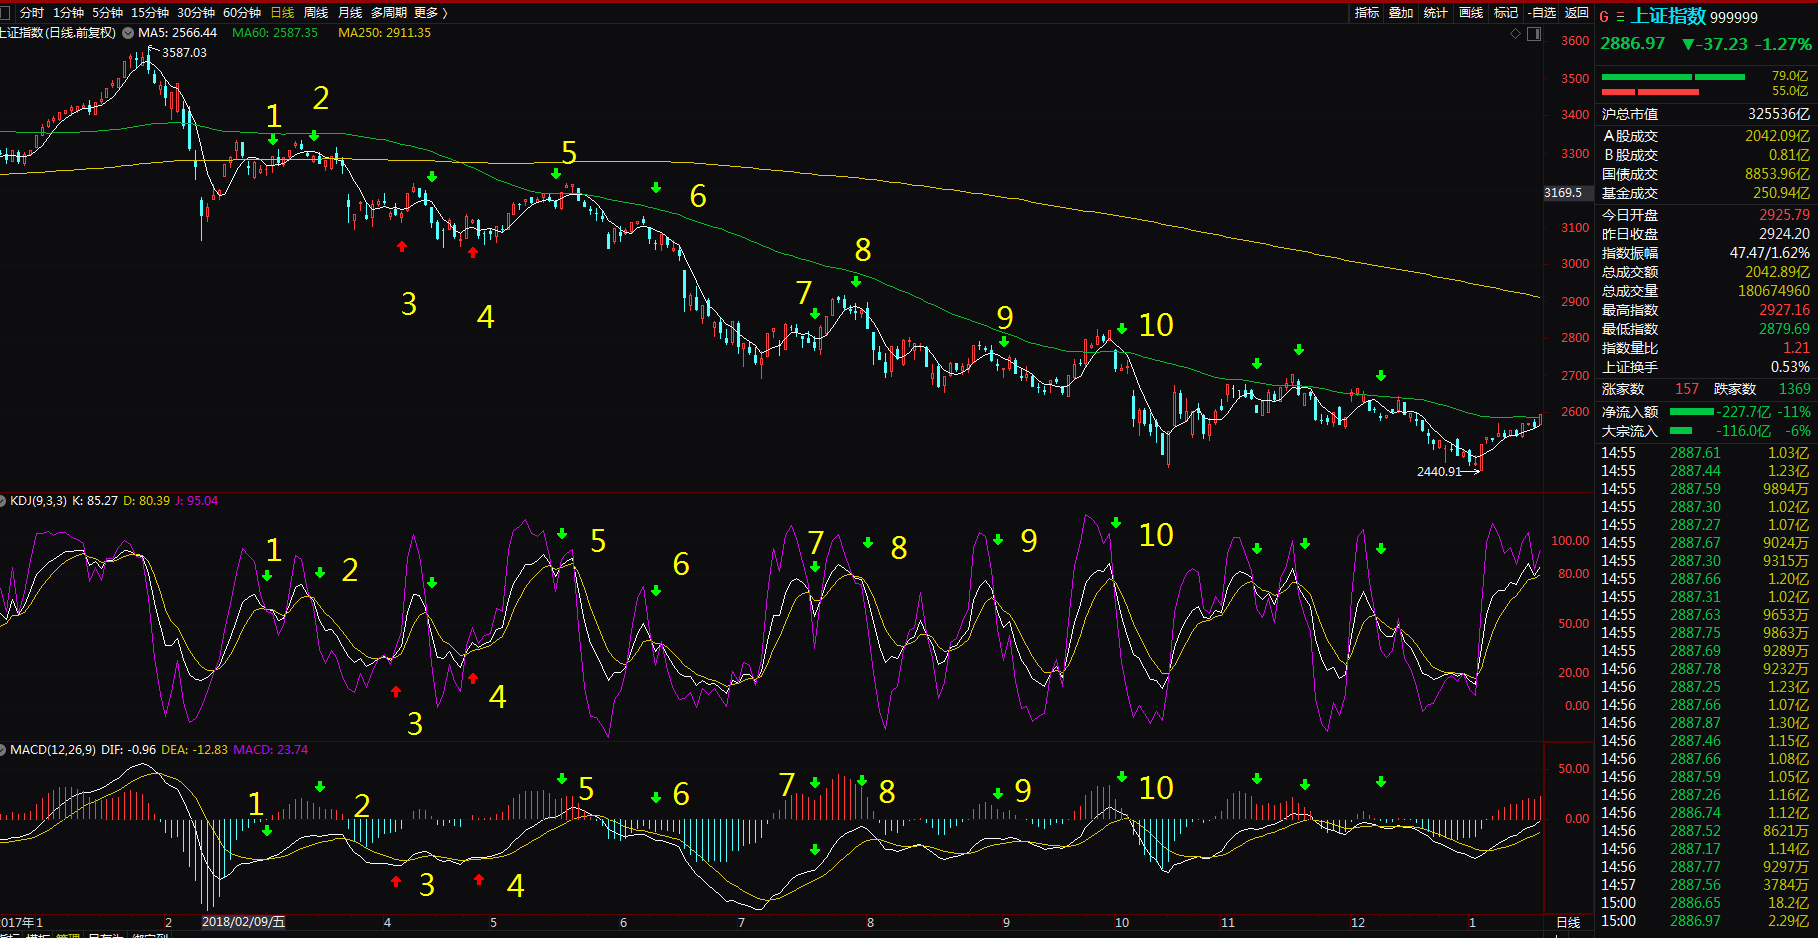 分时 1分钟 5分钟 15分钟 30分钟 60分钟 日线 周线 月线 多周期 更多 〉
指标 叠加 统计 画线 标记 -自选 返回
G 上证指数 999999
上证指数(日线.前复权) MA5: 2566.44 MA60: 2587.35 MA250: 2911.35
2886.97 ▼-37.23 -1.27%
79.0亿
55.0亿
沪总市值 325536亿
A股成交 2042.09亿
B股成交 0.81亿
国债成交 8853.96亿
基金成交 250.94亿
今日开盘 2925.79
昨日收盘 2924.20
指数振幅 47.47/1.62%
总成交额 2042.89亿
总成交量 180674960
最高指数 2927.16
最低指数 2879.69
指数量比 1.21
上证换手 0.53%
涨家数 157 跌家数 1369
净流入额 -227.7亿 -11%
大宗流入 -116.0亿 -6%
14:55 2887.61 1.03亿
14:55 2887.44 1.23亿
14:55 2887.59 9894万
14:55 2887.30 1.02亿
14:55 2887.27 1.07亿
14:55 2887.67 9024万
14:55 2887.30 9315万
14:55 2887.66 1.20亿
14:55 2887.31 1.02亿
14:55 2887.63 9653万
14:55 2887.75 9863万
14:55 2887.69 9289万
14:56 2887.78 9232万
14:56 2887.25 1.23亿
14:56 2887.66 1.07亿
14:56 2887.87 1.30亿
14:56 2887.46 1.15亿
14:56 2887.66 1.08亿
14:56 2887.59 1.05亿
14:56 2887.26 1.16亿
14:56 2886.74 1.12亿
14:56 2887.52 8621万
14:56 2887.17 1.14亿
14:56 2887.77 9297万
14:57 2887.56 3784万
15:00 2886.65 18.2亿
15:00 2886.97 2.29亿
3587.03
1 2 3 4 5 6 7 8 9 10
2440.91
3600
3500
3400
3300
3169.5
3100
3000
2900
2800
2700
2600
KDJ(9,3,3) K: 85.27 D: 80.39 J: 95.04
1 2 3 4 5 6 7 8 9 10
100.00
80.00
50.00
20.00
0.00
MACD(12,26,9) DIF: -0.96 DEA: -12.83 MACD: 23.74
1 2 3 4 5 6 7 8 9 10
50.00
0.00
2017年1 2 2018/02/09/五 4 5 6 7 8 9 10 11 12 1 日线